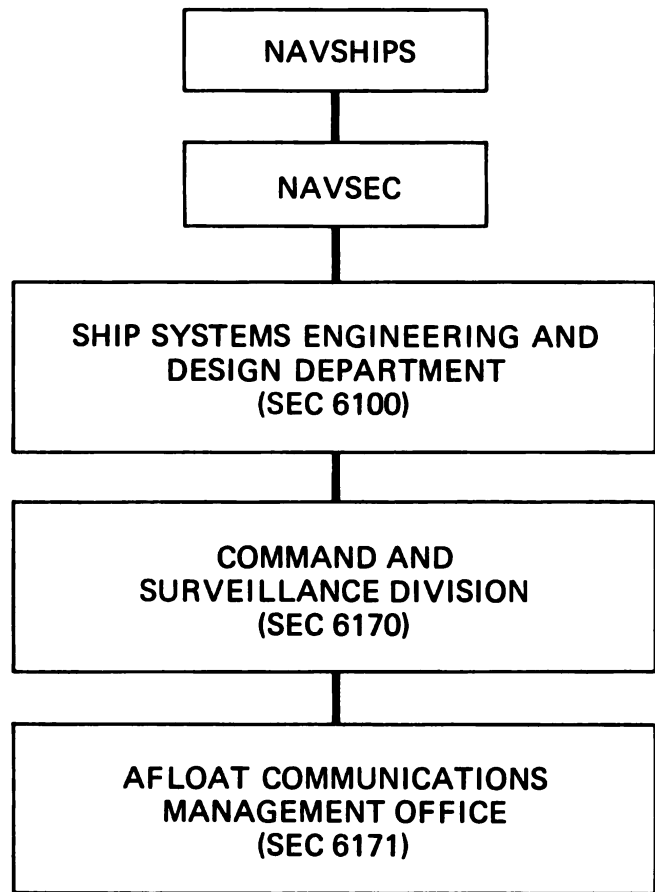 NAVSHIPS
NAVSEC
SHIP SYSTEMS ENGINEERING AND
DESIGN DEPARTMENT
(SEC 6100)
COMMAND AND
SURVEILLANCE DIVISION
(SEC 6170)
AFLOAT COMMUNICATIONS
MANAGEMENT OFFICE
(SEC 6171)